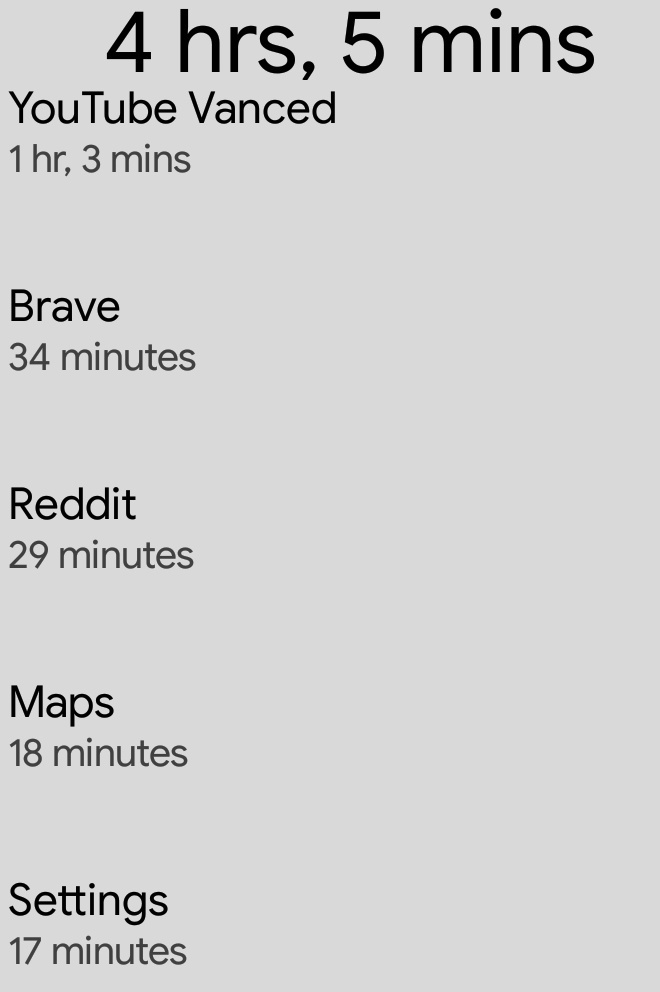 4 hrs, 5 mins
YouTube Vanced
1 hr, 3 mins
Brave
34 minutes
Reddit
29 minutes
Maps
18 minutes
Settings
17 minutes